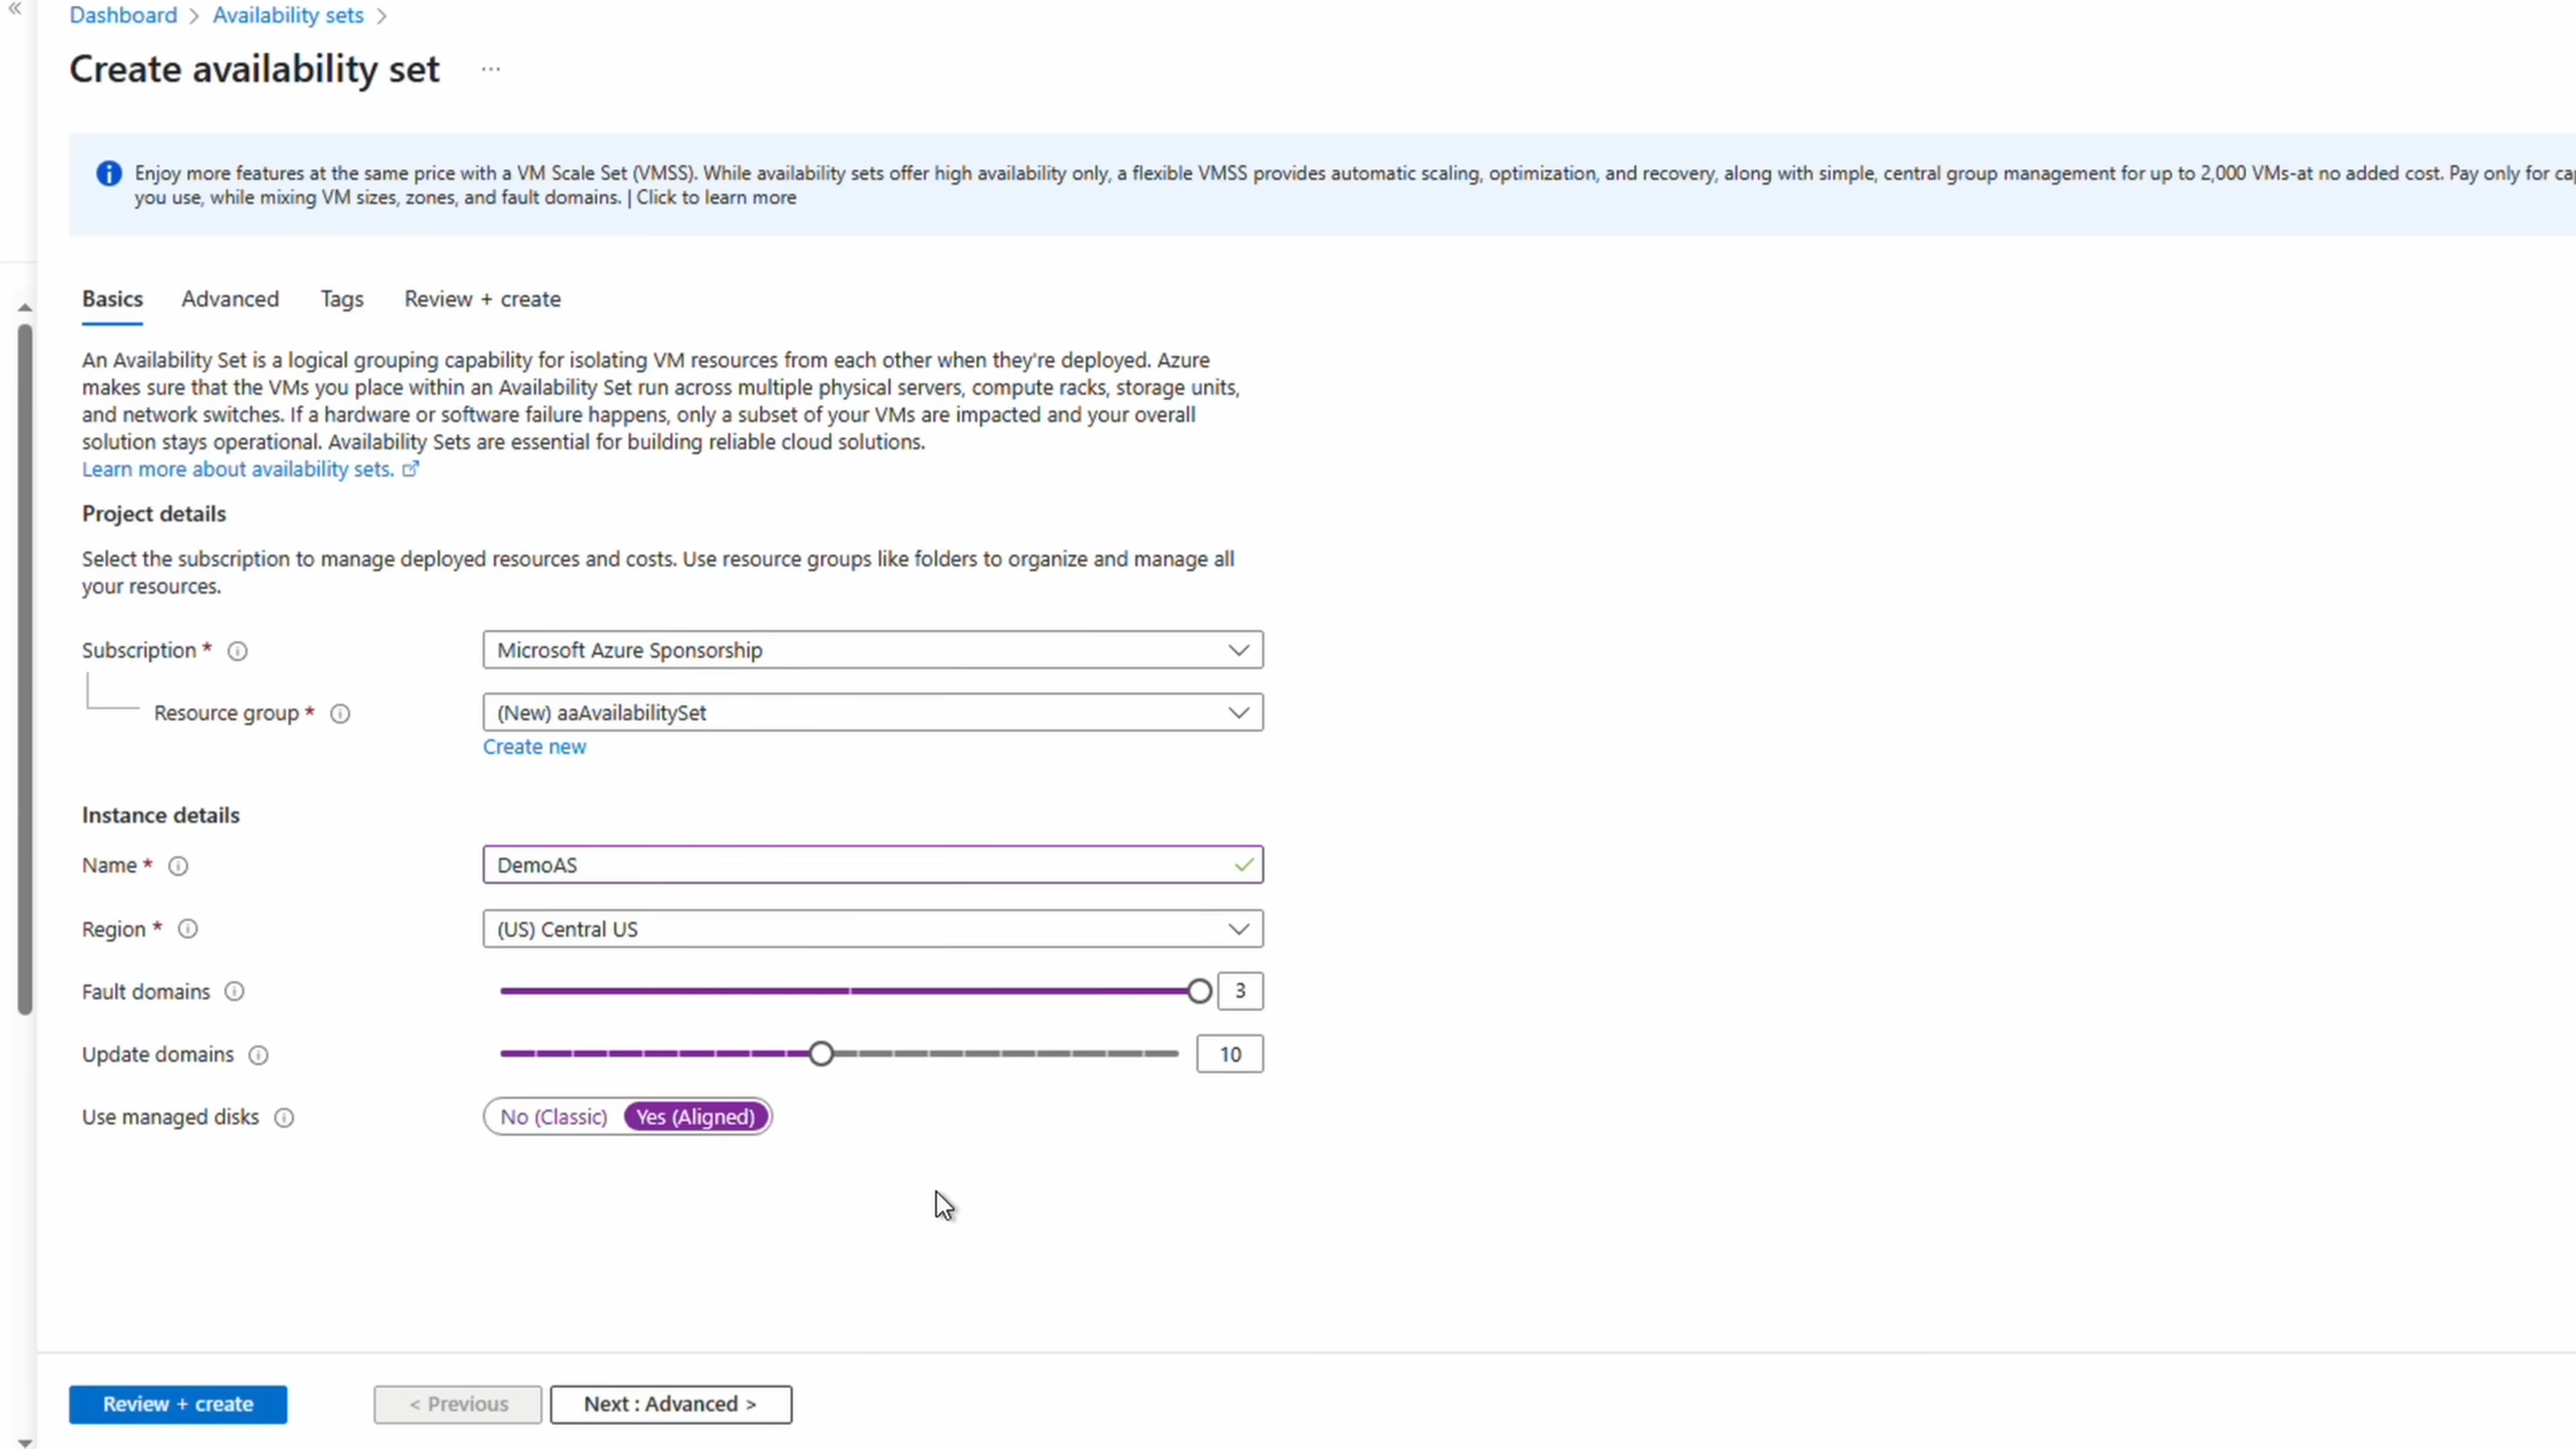 Dashboard > Availability sets >
Create availability set ...
Enjoy more features at the same price with a VM Scale Set (VMSS). While availability sets offer high availability only, a flexible VMSS provides automatic scaling, optimization, and recovery, along with simple, central group management for up to 2,000 VMs-at no added cost. Pay only for
you use, while mixing VM sizes, zones, and fault domains. | Click to learn more
Basics Advanced Tags Review + create
An Availability Set is a logical grouping capability for isolating VM resources from each other when they're deployed. Azure
makes sure that the VMs you place within an Availability Set run across multiple physical servers, compute racks, storage units,
and network switches. If a hardware or software failure happens, only a subset of your VMs are impacted and your overall
solution stays operational. Availability Sets are essential for building reliable cloud solutions.
Learn more about availability sets.
Project details
Select the subscription to manage deployed resources and costs. Use resource groups like folders to organize and manage all
your resources.
Subscription * Microsoft Azure Sponsorship
Resource group * (New) aaAvailabilitySet
Create new
Instance details
Name * DemoAS
Region * (US) Central US
Fault domains 3
Update domains 10
Use managed disks No (Classic) Yes (Aligned)
Review + create < Previous Next : Advanced >